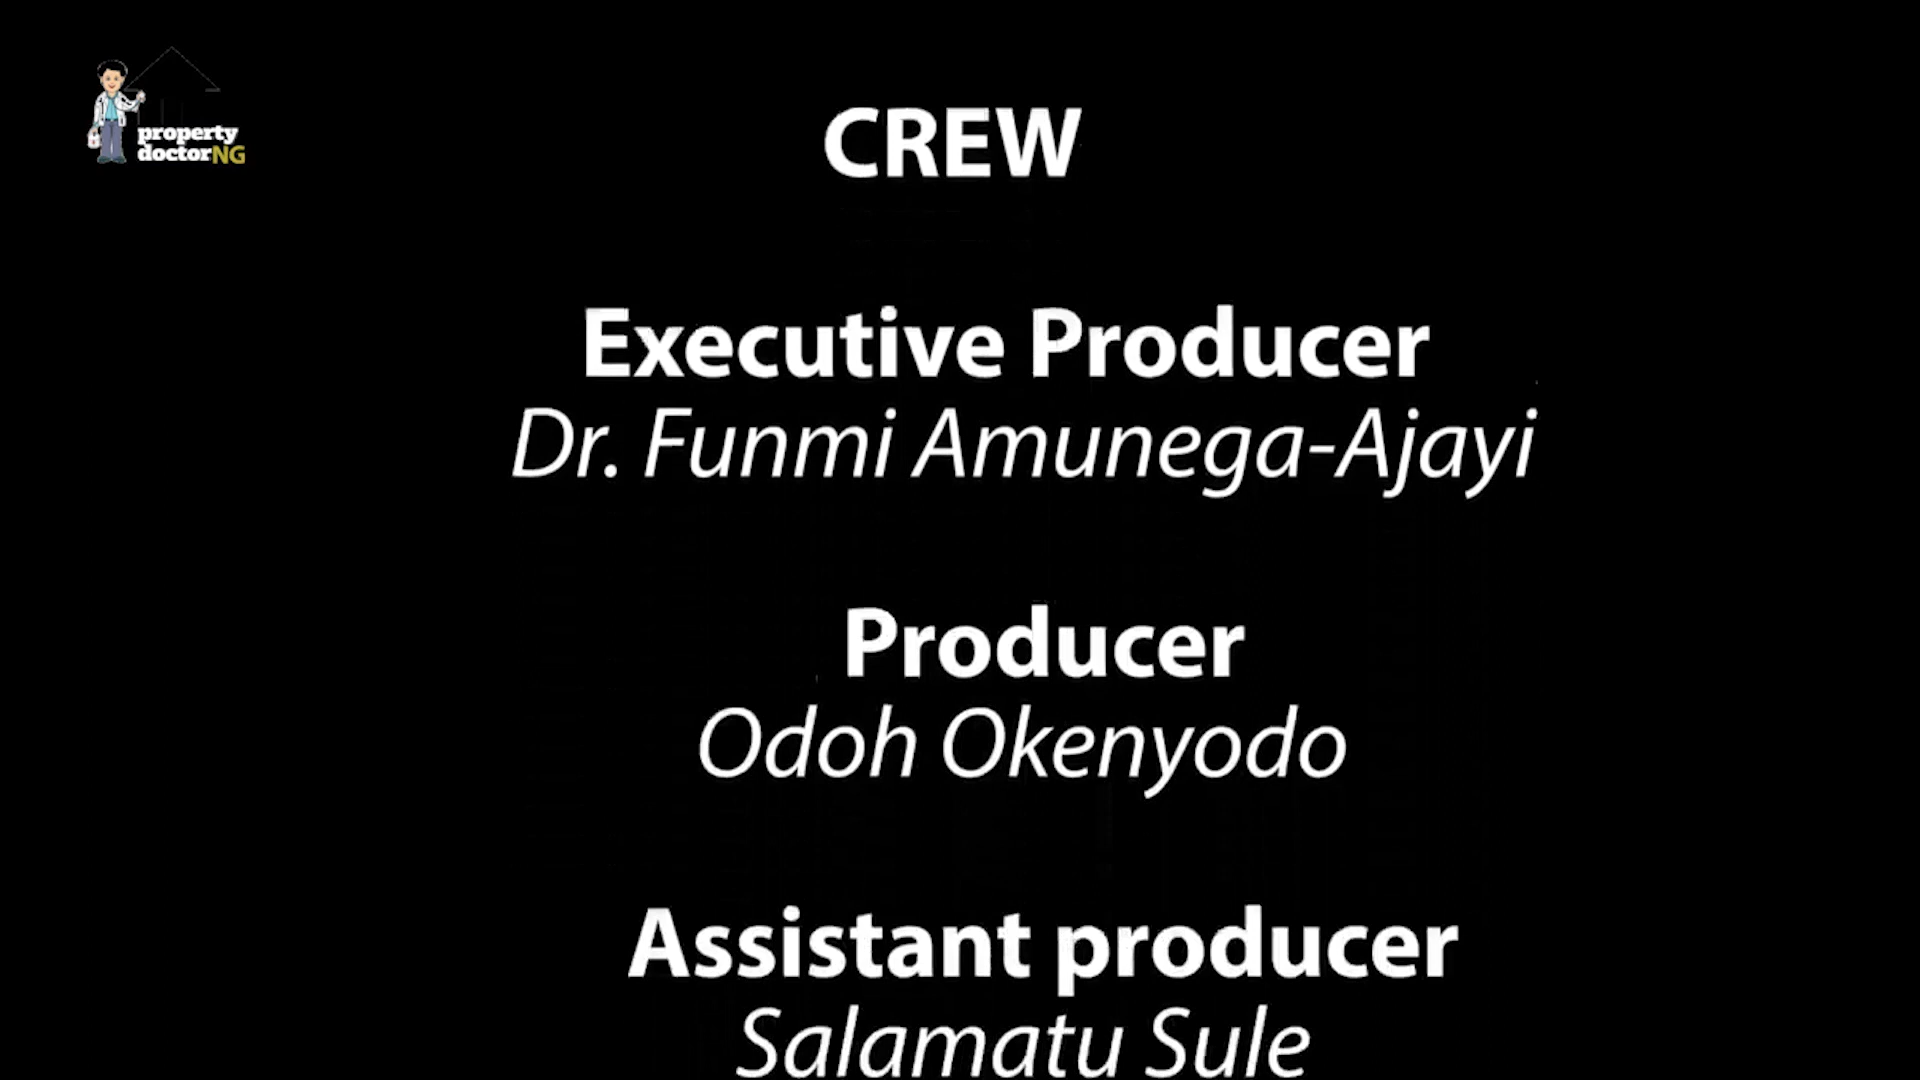 property
doctorNG
CREW
Executive Producer
Dr. Funmi Amunega-Ajayi
Producer
Odoh Okenyodo
Assistant producer
Salamatu Sule